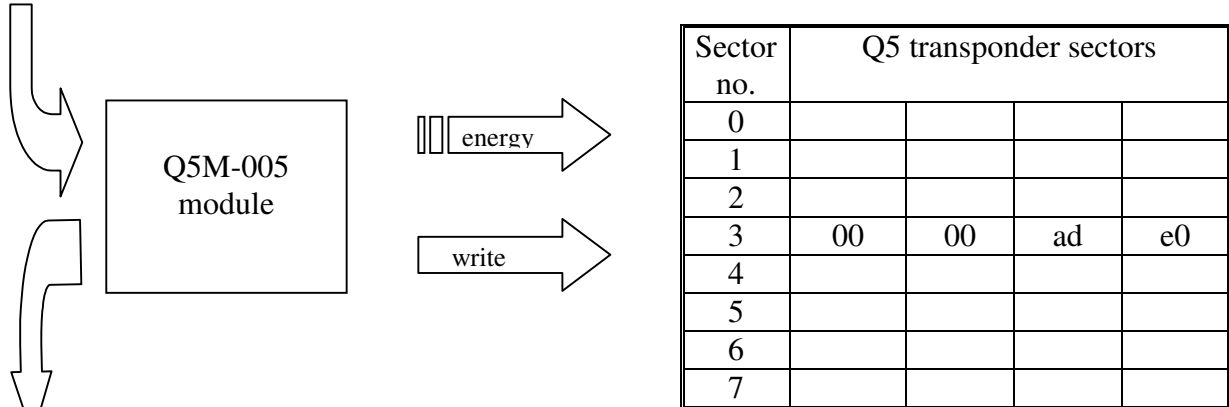 Q5M-005
module
energy
write
Sector no. Q5 transponder sectors
0
1
2
3 00 00 ad e0
4
5
6
7